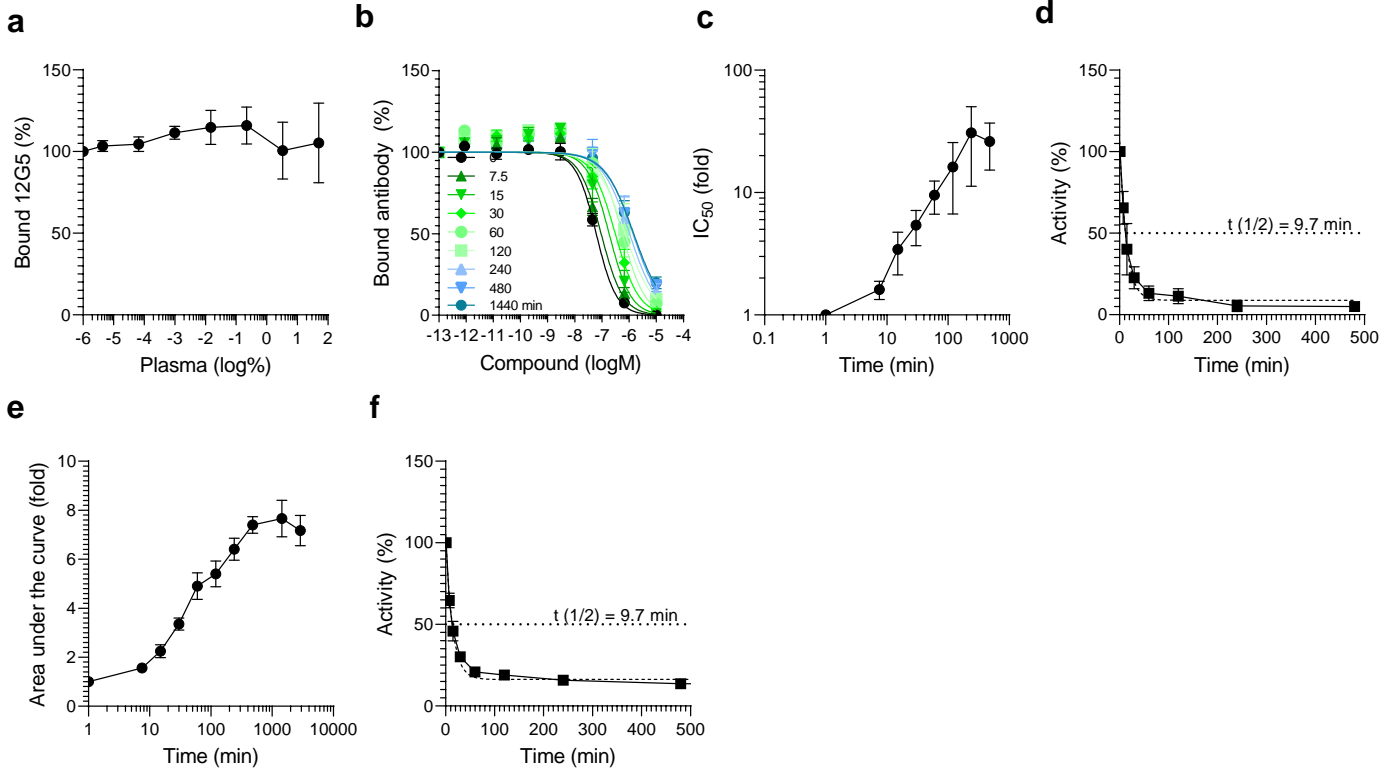 a
150
100
50
0
-6 -5 -4 -3 -2 -1 0 1 2
Bound 12G5 (%)
Plasma (log%)
b
150
100
50
0
-13 -12 -11 -10 -9 -8 -7 -6 -5 -4
Bound antibody (%)
Compound (logM)
7.5
15
30
60
120
240
480
1440 min
c
100
10
1
0.1 1 10 100 1000
IC50 (fold)
Time (min)
d
150
100
50
0
0 100 200 300 400 500
Activity (%)
t (1/2) = 9.7 min
Time (min)
e
10
8
6
4
2
0
1 10 100 1000 10000
Area under the curve (fold)
Time (min)
f
150
100
50
0
0 100 200 300 400 500
Activity (%)
t (1/2) = 9.7 min
Time (min)